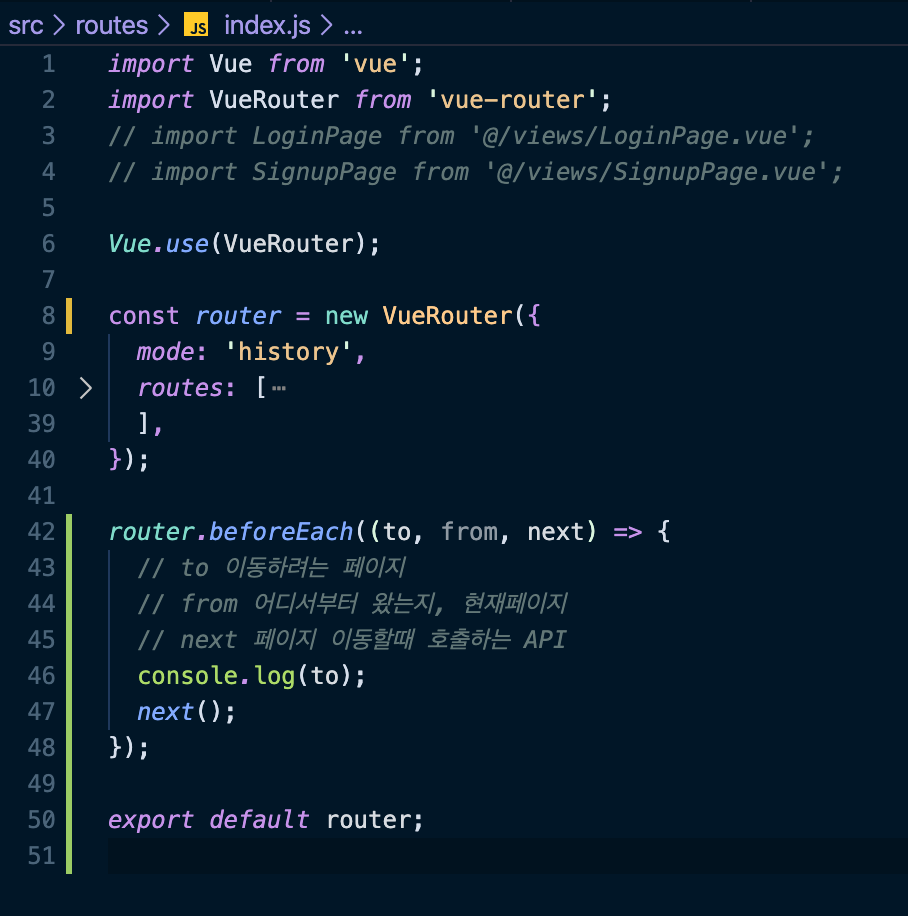 src > routes > JS index.js > ...
1 import Vue from 'vue';
2 import VueRouter from 'vue-router';
3 // import LoginPage from '@/views/LoginPage.vue';
4 // import SignupPage from '@/views/SignupPage.vue';
5
6 Vue.use(VueRouter);
7
8 const router = new VueRouter({
9 mode: 'history',
10 > routes: [⋯
39 ],
40 });
41
42 router.beforeEach((to, from, next) => {
43 // to 이동하려는 페이지
44 // from 어디서부터 왔는지, 현재페이지
45 // next 페이지 이동할때 호출하는 API
46 console.log(to);
47 next();
48 });
49
50 export default router;
51